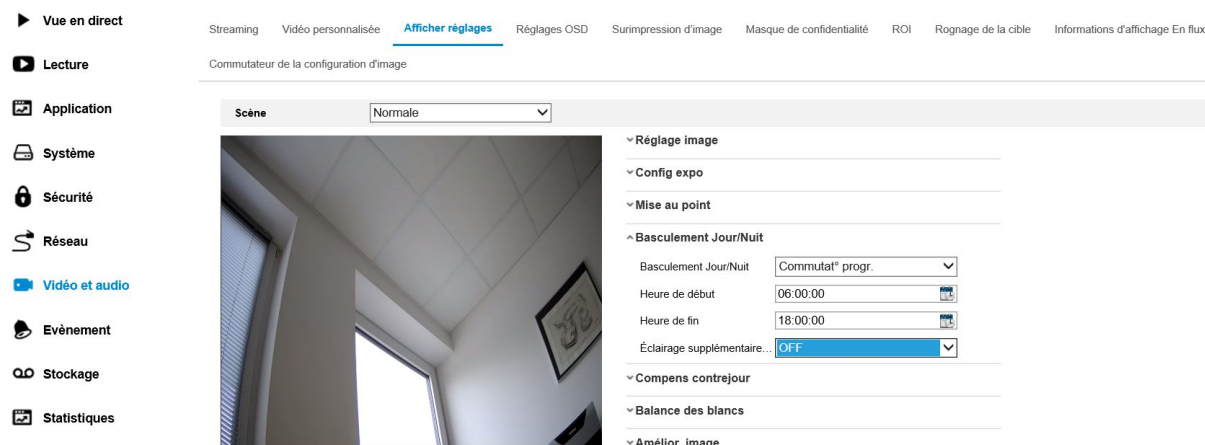 Vue en direct
Lecture
Application
Système
Sécurité
Réseau
Vidéo et audio
Evènement
Stockage
Statistiques
Streaming Vidéo personnalisée Afficher réglages Réglages OSD Surimpression d'image Masque de confidentialité ROI Rognage de la cible Informations d'affichage En flux
Commutateur de la configuration d'image
Scène Normale
Réglage image
Config expo
Mise au point
Basculement Jour/Nuit
Basculement Jour/Nuit Commutat° progr.
Heure de début 06:00:00
Heure de fin 18:00:00
Éclairage supplémentaire... OFF
Compens contrejour
Balance des blancs
Amélior. image